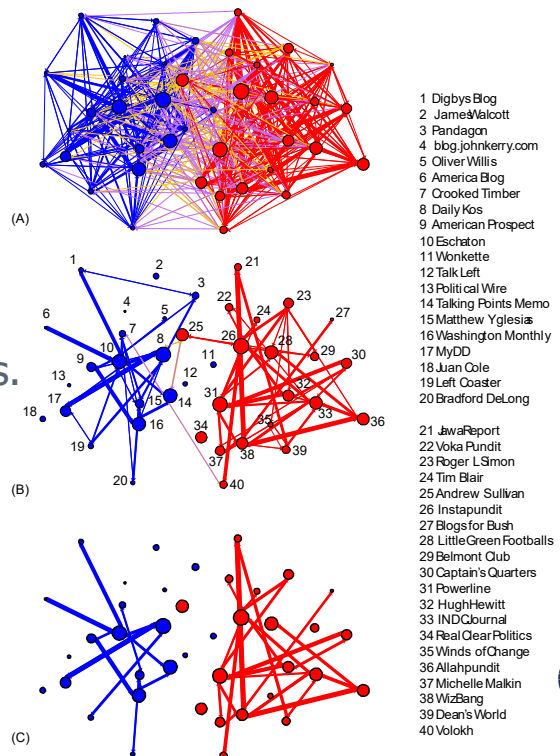 (A)
1
2
3
4
5
6
7
8
9
10
11
12
13
14
15
16
17
18
19
20
21
22
23
24
25
26
27
28
29
30
31
32
33
34
35
36
37
38
39
40
s.
(B)
(C)
1 Digbys Blog
2 James Walcott
3 Pandagon
4 blog.johnkerry.com
5 Oliver Willis
6 America Blog
7 Crooked Timber
8 Daily Kos
9 American Prospect
10 Eschaton
11 Wonkette
12 Talk Left
13 Political Wire
14 Talking Points Memo
15 Matthew Yglesias
16 Washington Monthly
17 MyDD
18 Juan Cole
19 Left Coaster
20 Bradford DeLong
21 JawaReport
22 Voka Pundit
23 Roger L Simon
24 Tim Blair
25 Andrew Sullivan
26 Instapundit
27 Blogs for Bush
28 LittleGreenFootballs
29 Belmont Club
30 Captain's Quarters
31 Powerline
32 HughHewitt
33 INDCJournal
34 RealClearPolitics
35 Winds of Change
36 Allahpundit
37 Michelle Malkin
38 WizBang
39 Dean's World
40 Volokh